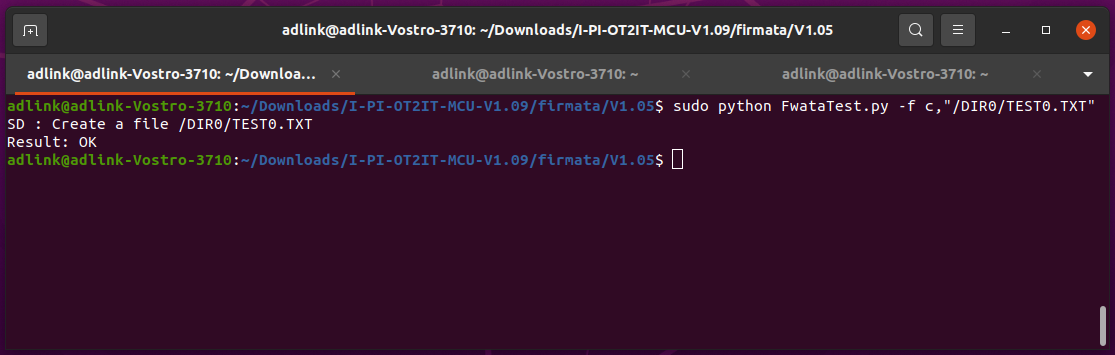 adlink@adlink-Vostro-3710: ~/Downloads/I-PI-OT2IT-MCU-V1.09/firmata/V1.05
adlink@adlink-Vostro-3710: ~/Downloa... × adlink@adlink-Vostro-3710: ~ × adlink@adlink-Vostro-3710: ~ ×
adlink@adlink-Vostro-3710:~/Downloads/I-PI-OT2IT-MCU-V1.09/firmata/V1.05$ sudo python FwataTest.py -f c,"/DIR0/TEST0.TXT"
SD : Create a file /DIR0/TEST0.TXT
Result: OK
adlink@adlink-Vostro-3710:~/Downloads/I-PI-OT2IT-MCU-V1.09/firmata/V1.05$